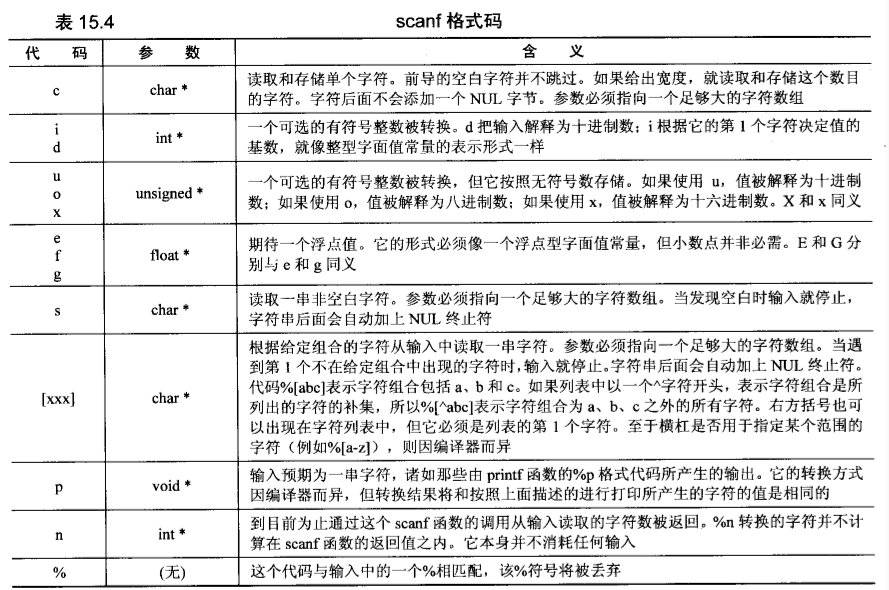 表 15.4 scanf 格式码
代 码 参 数 含 义
c char * 读取和存储单个字符。前导的空白字符并不跳过。如果给出宽度，就读取和存储这个数目
的字符。字符后面不会添加一个 NUL 字节。参数必须指向一个足够大的字符数组
i
d
int *
一个可选的有符号整数被转换。d 把输入解释为十进制数；i 根据它的第 1 个字符决定值的
基数，就像整型字面值常量的表示形式一样
u
o
x
unsigned *
一个可选的有符号整数被转换，但它按照无符号数存储。如果使用 u，值被解释为十进制
数；如果使用 o，值被解释为八进制数；如果使用 x，值被解释为十六进制数。X 和 x 同义
e
f
g
float *
期待一个浮点值。它的形式必须像一个浮点型字面值常量，但小数点并非必需。E 和 G 分
别与 e 和 g 同义
s char * 读取一串非空白字符。参数必须指向一个足够大的字符数组。当发现空白时输入就停止，
字符串后面会自动加上 NUL 终止符
[xxx] char *
根据给定组合的字符从输入中读取一串字符。参数必须指向一个足够大的字符数组。当遇
到第 1 个不在给定组合中出现的字符时，输入就停止。字符串后面会自动加上 NUL 终止符。
代码%[abc]表示字符组合包括 a、b 和 c。如果列表中以一个^字符开头，表示字符组合是所
列出的字符的补集，所以%[^abc]表示字符组合为 a、b、c 之外的所有字符。右方括号也可
以出现在字符列表中，但它必须是列表的第 1 个字符。至于横杠是否用于指定某个范围的
字符（例如%[a-z]），则因编译器而异
p void * 输入预期为一串字符，诸如那些由 printf 函数的%p 格式代码所产生的输出。它的转换方式
因编译器而异，但转换结果将和按照上面描述的进行打印所产生的字符的值是相同的
n int * 到目前为止通过这个 scanf 函数的调用从输入读取的字符数被返回。%n 转换的字符并不计
算在 scanf 函数的返回值之内。它本身并不消耗任何输入
% (无) 这个代码与输入中的一个%相匹配，该%符号将被丢弃